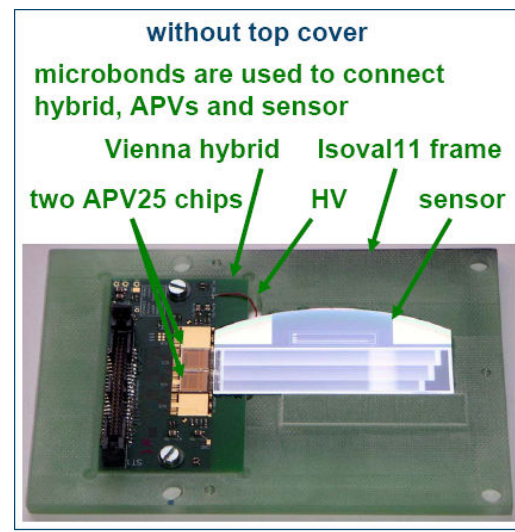 without top cover
microbonds are used to connect
hybrid, APVs and sensor
Vienna hybrid Isoval11 frame
two APV25 chips HV sensor